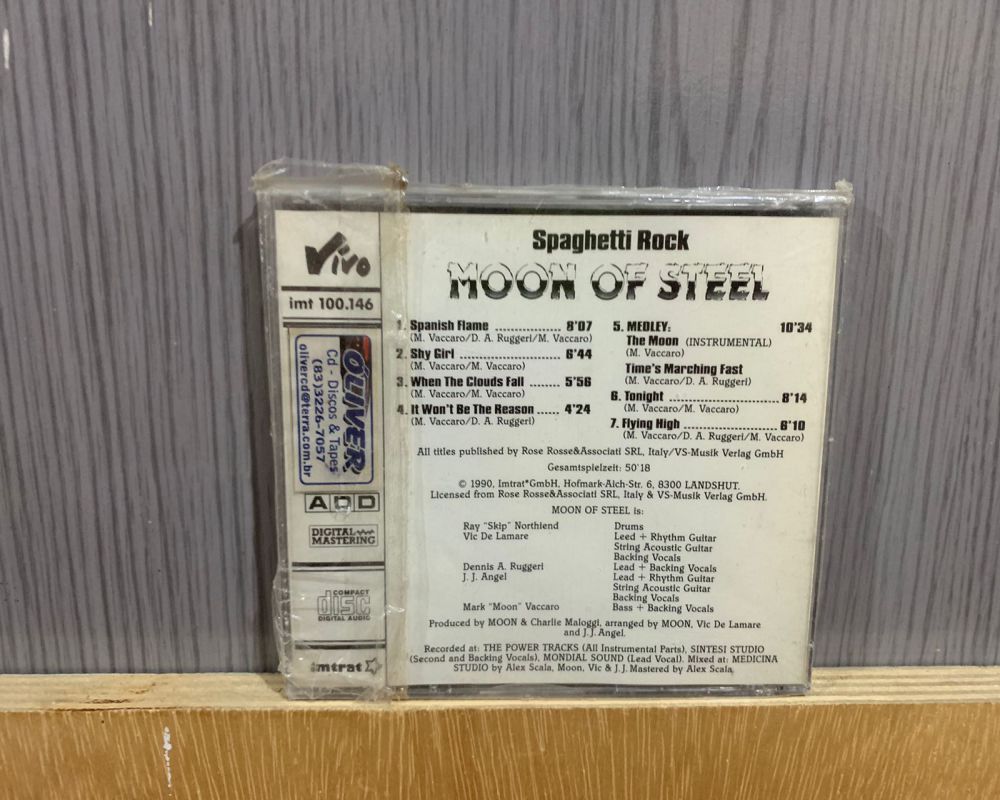 Vivo
imt 100.146
OLIVER
Cd - Discos & Tapes
(83)3226-7057
olivercd@terra.com.br
ADD
DIGITAL
MASTERING
COMPACT
disc
DIGITAL AUDIO
imtrat
Spaghetti Rock
MOON OF STEEL
1. Spanish Flame .................. 8'07
(M. Vaccaro/D. A. Ruggeri/M. Vaccaro)
2. Shy Girl ........................... 6'44
(M. Vaccaro/M. Vaccaro)
3. When The Clouds Fall ........ 5'56
(M. Vaccaro/M. Vaccaro)
4. It Won't Be The Reason ...... 4'24
(M. Vaccaro/D. A. Ruggeri)
5. MEDLEY: 10'34
The Moon (INSTRUMENTAL)
(M. Vaccaro)
Time's Marching Fast
(M. Vaccaro/D. A. Ruggeri)
6. Tonight ............................... 8'14
(M. Vaccaro/M. Vaccaro)
7. Flying High ......................... 6'10
(M. Vaccaro/D. A. Ruggeri/M. Vaccaro)
All titles published by Rose Rosse&Associati SRL, Italy/VS-Musik Verlag GmbH
Gesamtspielzeit: 50'18
© 1990, Imtrat*GmbH, Hofmark-Aich-Str. 6, 8300 LANDSHUT.
Licensed from Rose Rosse&Associati SRL, Italy & VS-Musik Verlag GmbH.
MOON OF STEEL is:
Ray "Skip" Northlend Drums
Vic De Lamare Leed + Rhythm Guitar
String Acoustic Guitar
Backing Vocals
Dennis A. Ruggeri Lead + Backing Vocals
J. J. Angel Lead + Rhythm Guitar
String Acoustic Guitar
Backing Vocals
Mark "Moon" Vaccaro Bass + Backing Vocals
Produced by MOON & Charlie Maloggi, arranged by MOON, Vic De Lamare
and J. J. Angel.
Recorded at: THE POWER TRACKS (All Instrumental Parts), SINTESI STUDIO
(Second and Backing Vocals), MONDIAL SOUND (Lead Vocal). Mixed at: MEDICINA
STUDIO by Alex Scala, Moon, Vic & J. J. Mastered by Alex Scala.